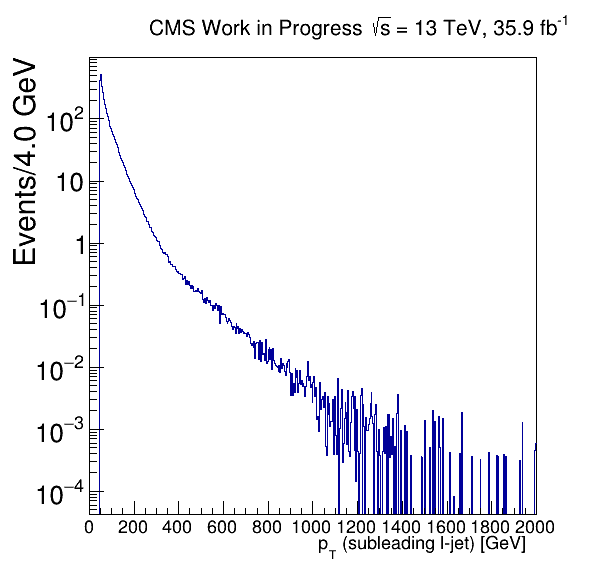 CMS Work in Progress √s = 13 TeV, 35.9 fb⁻¹
Events/4.0 GeV
10²
10
1
10⁻¹
10⁻²
10⁻³
10⁻⁴
0 200 400 600 800 1000 1200 1400 1600 1800 2000
p_T (subleading l-jet) [GeV]